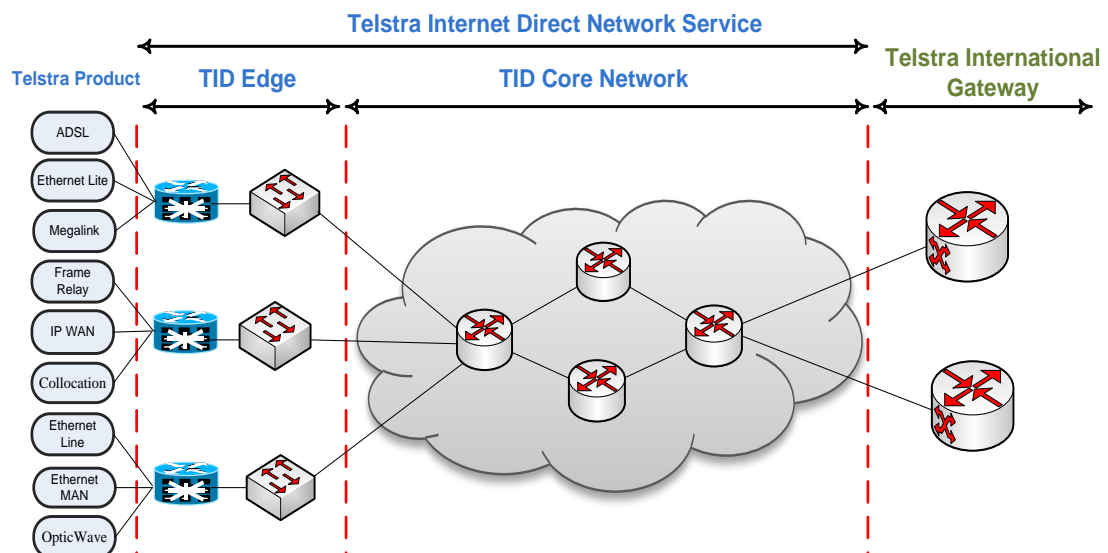 Telstra Internet Direct Network Service
Telstra Product
TID Edge
TID Core Network
Telstra International
Gateway
ADSL
Ethernet Lite
Megalink
Frame
Relay
IP WAN
Collocation
Ethernet
Line
Ethernet
MAN
OpticWave